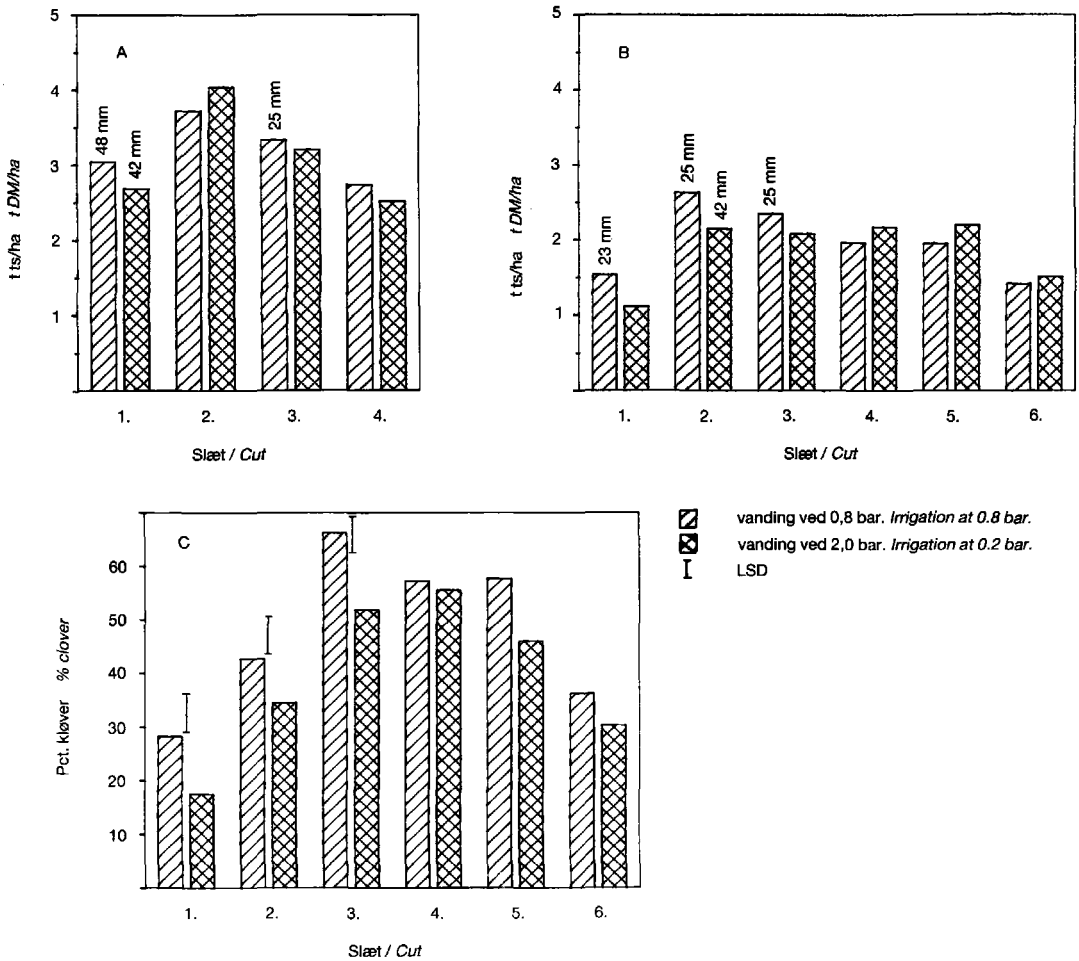 A
5
4
3
2
1
t ts/ha t DM/ha
48 mm
42 mm
25 mm
1. 2. 3. 4.
Slæt / Cut
B
5
4
3
2
1
t ts/ha t DM/ha
23 mm
25 mm
42 mm
25 mm
1. 2. 3. 4. 5. 6.
Slæt / Cut
C
60
50
40
30
20
10
Pct. kløver % clover
1. 2. 3. 4. 5. 6.
Slæt / Cut
vanding ved 0,8 bar. Irrigation at 0.8 bar.
vanding ved 2,0 bar. Irrigation at 0.2 bar.
LSD